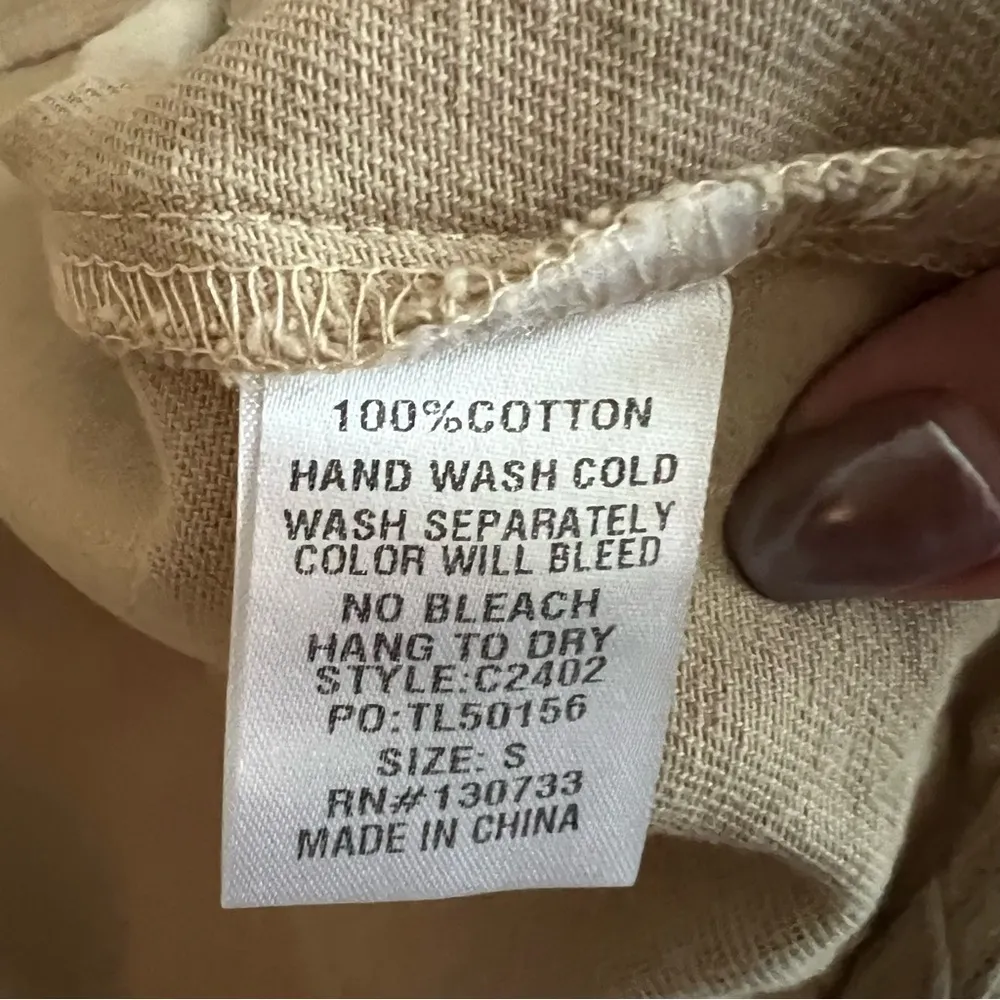 100%COTTON
HAND WASH COLD
WASH SEPARATELY
COLOR WILL BLEED
NO BLEACH
HANG TO DRY
STYLE:C2402
PO:TL50156
SIZE: S
RN#130733
MADE IN CHINA